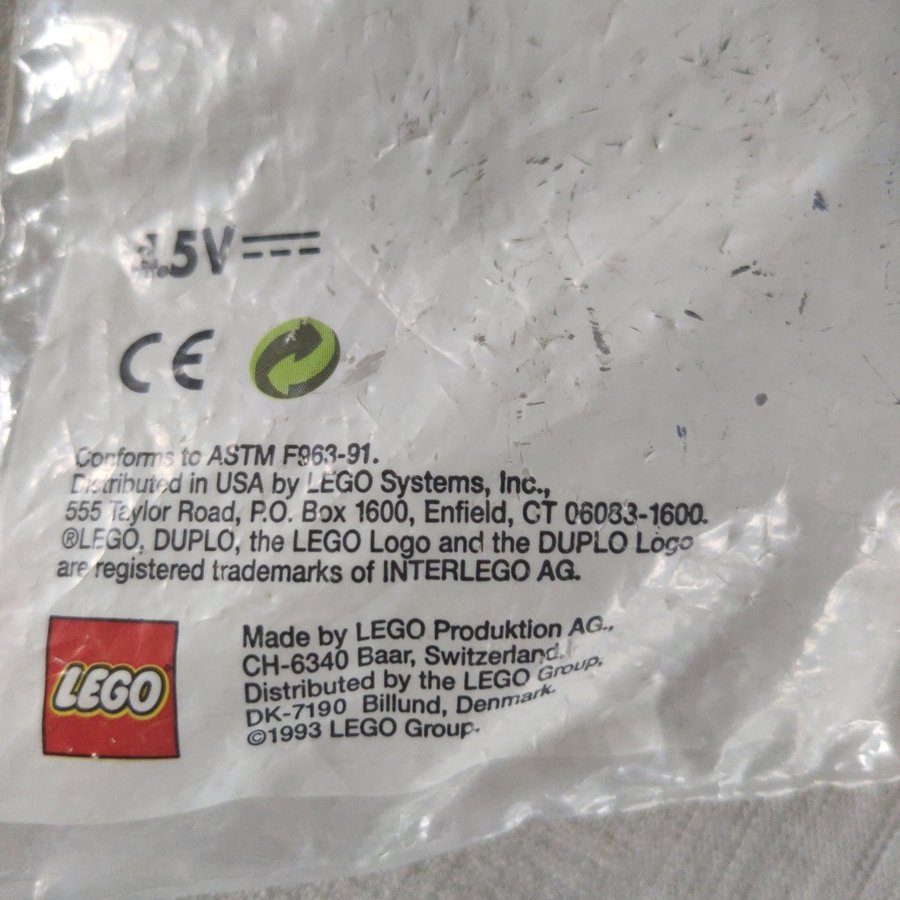 CE
Conforms to ASTM F963-91.
Distributed in USA by LEGO Systems, Inc.,
555 Taylor Road, P.O. Box 1600, Enfield, CT 06083-1600.
®LEGO, DUPLO, the LEGO Logo and the DUPLO Logo
are registered trademarks of INTERLEGO AG.
LEGO
Made by LEGO Produktion AG.,
CH-6340 Baar, Switzerland.
Distributed by the LEGO Group,
DK-7190 Billund, Denmark.
©1993 LEGO Group.